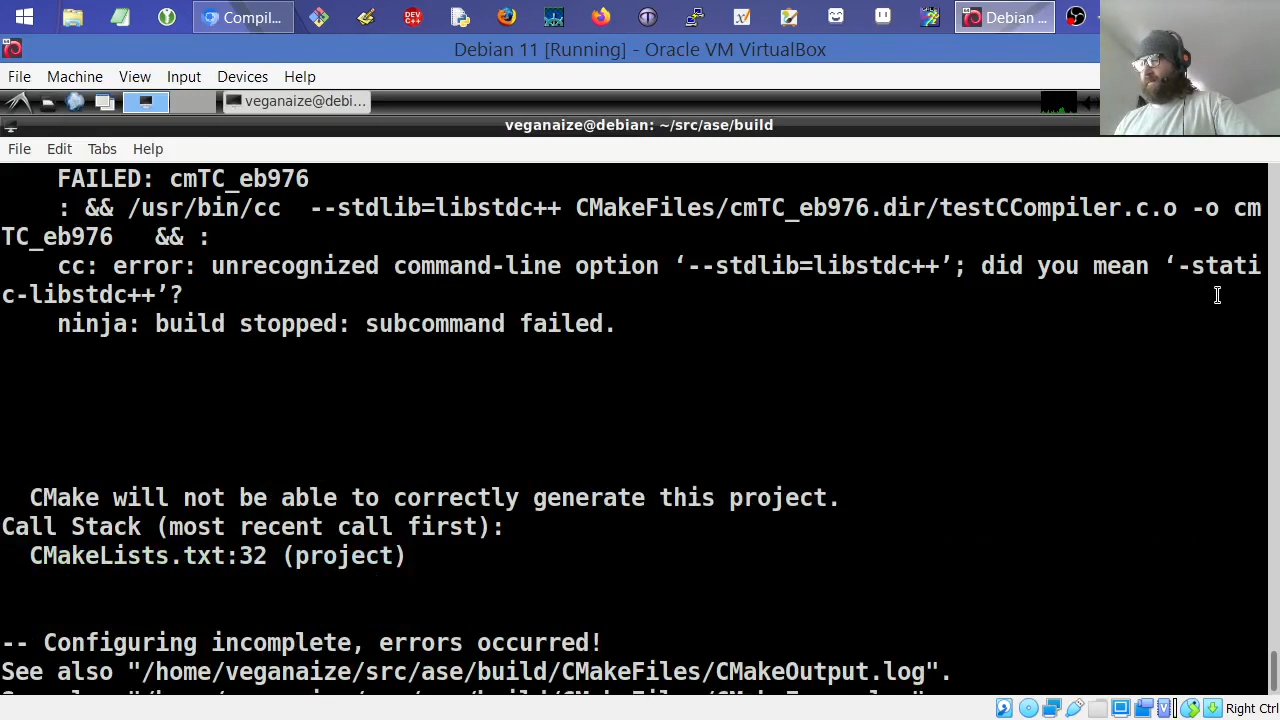 Compil...
Debian ...
Debian 11 [Running] - Oracle VM VirtualBox
File Machine View Input Devices Help
veganaize@debi...
veganaize@debian: ~/src/ase/build
File Edit Tabs Help
FAILED: cmTC_eb976
: && /usr/bin/cc  --stdlib=libstdc++ CMakeFiles/cmTC_eb976.dir/testCCompiler.c.o -o cm
TC_eb976   && :
cc: error: unrecognized command-line option ‘--stdlib=libstdc++’; did you mean ‘-stati
c-libstdc++’?
ninja: build stopped: subcommand failed.
CMake will not be able to correctly generate this project.
Call Stack (most recent call first):
CMakeLists.txt:32 (project)
-- Configuring incomplete, errors occurred!
See also "/home/veganaize/src/ase/build/CMakeFiles/CMakeOutput.log".
Right Ctrl